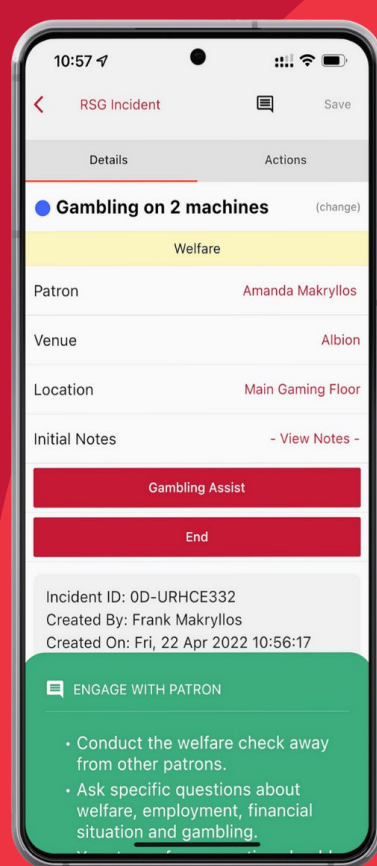 10:57
RSG Incident Save
Details Actions
Gambling on 2 machines (change)
Welfare
Patron Amanda Makryllos
Venue Albion
Location Main Gaming Floor
Initial Notes - View Notes -
Gambling Assist
End
Incident ID: 0D-URHCE332
Created By: Frank Makryllos
Created On: Fri, 22 Apr 2022 10:56:17
ENGAGE WITH PATRON
• Conduct the welfare check away
from other patrons.
• Ask specific questions about
welfare, employment, financial
situation and gambling.